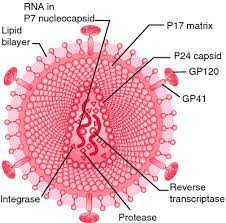 RNA in
P7 nucleocapsid
Lipid
bilayer
P17 matrix
P24 capsid
GP120
GP41
Integrase
Reverse
transcriptase
Protease